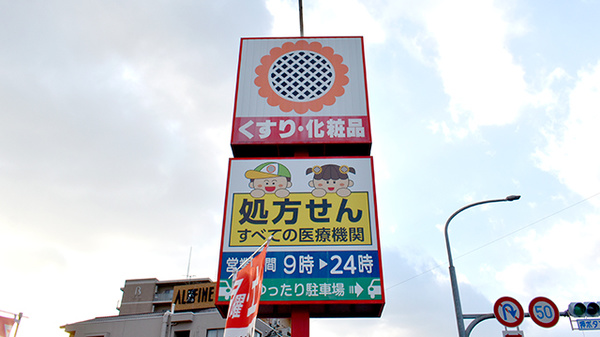 くすり・化粧品
処方せん
すべての医療機関
営業時間 9時▶24時
ゆったり駐車場
ALFINE
50